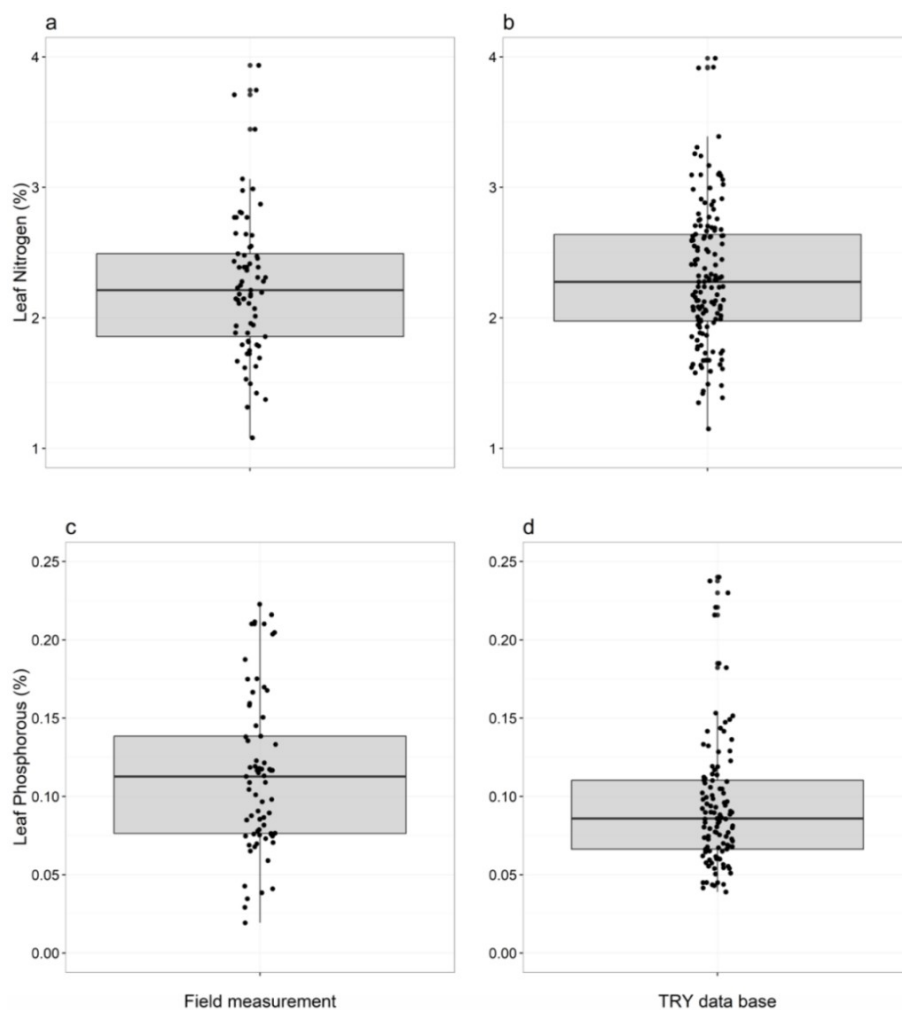 a
b
4
3
2
1
Leaf Nitrogen (%)
4
3
2
1
c
d
0.25
0.20
0.15
0.10
0.05
0.00
Leaf Phosphorous (%)
0.25
0.20
0.15
0.10
0.05
0.00
Field measurement
TRY data base